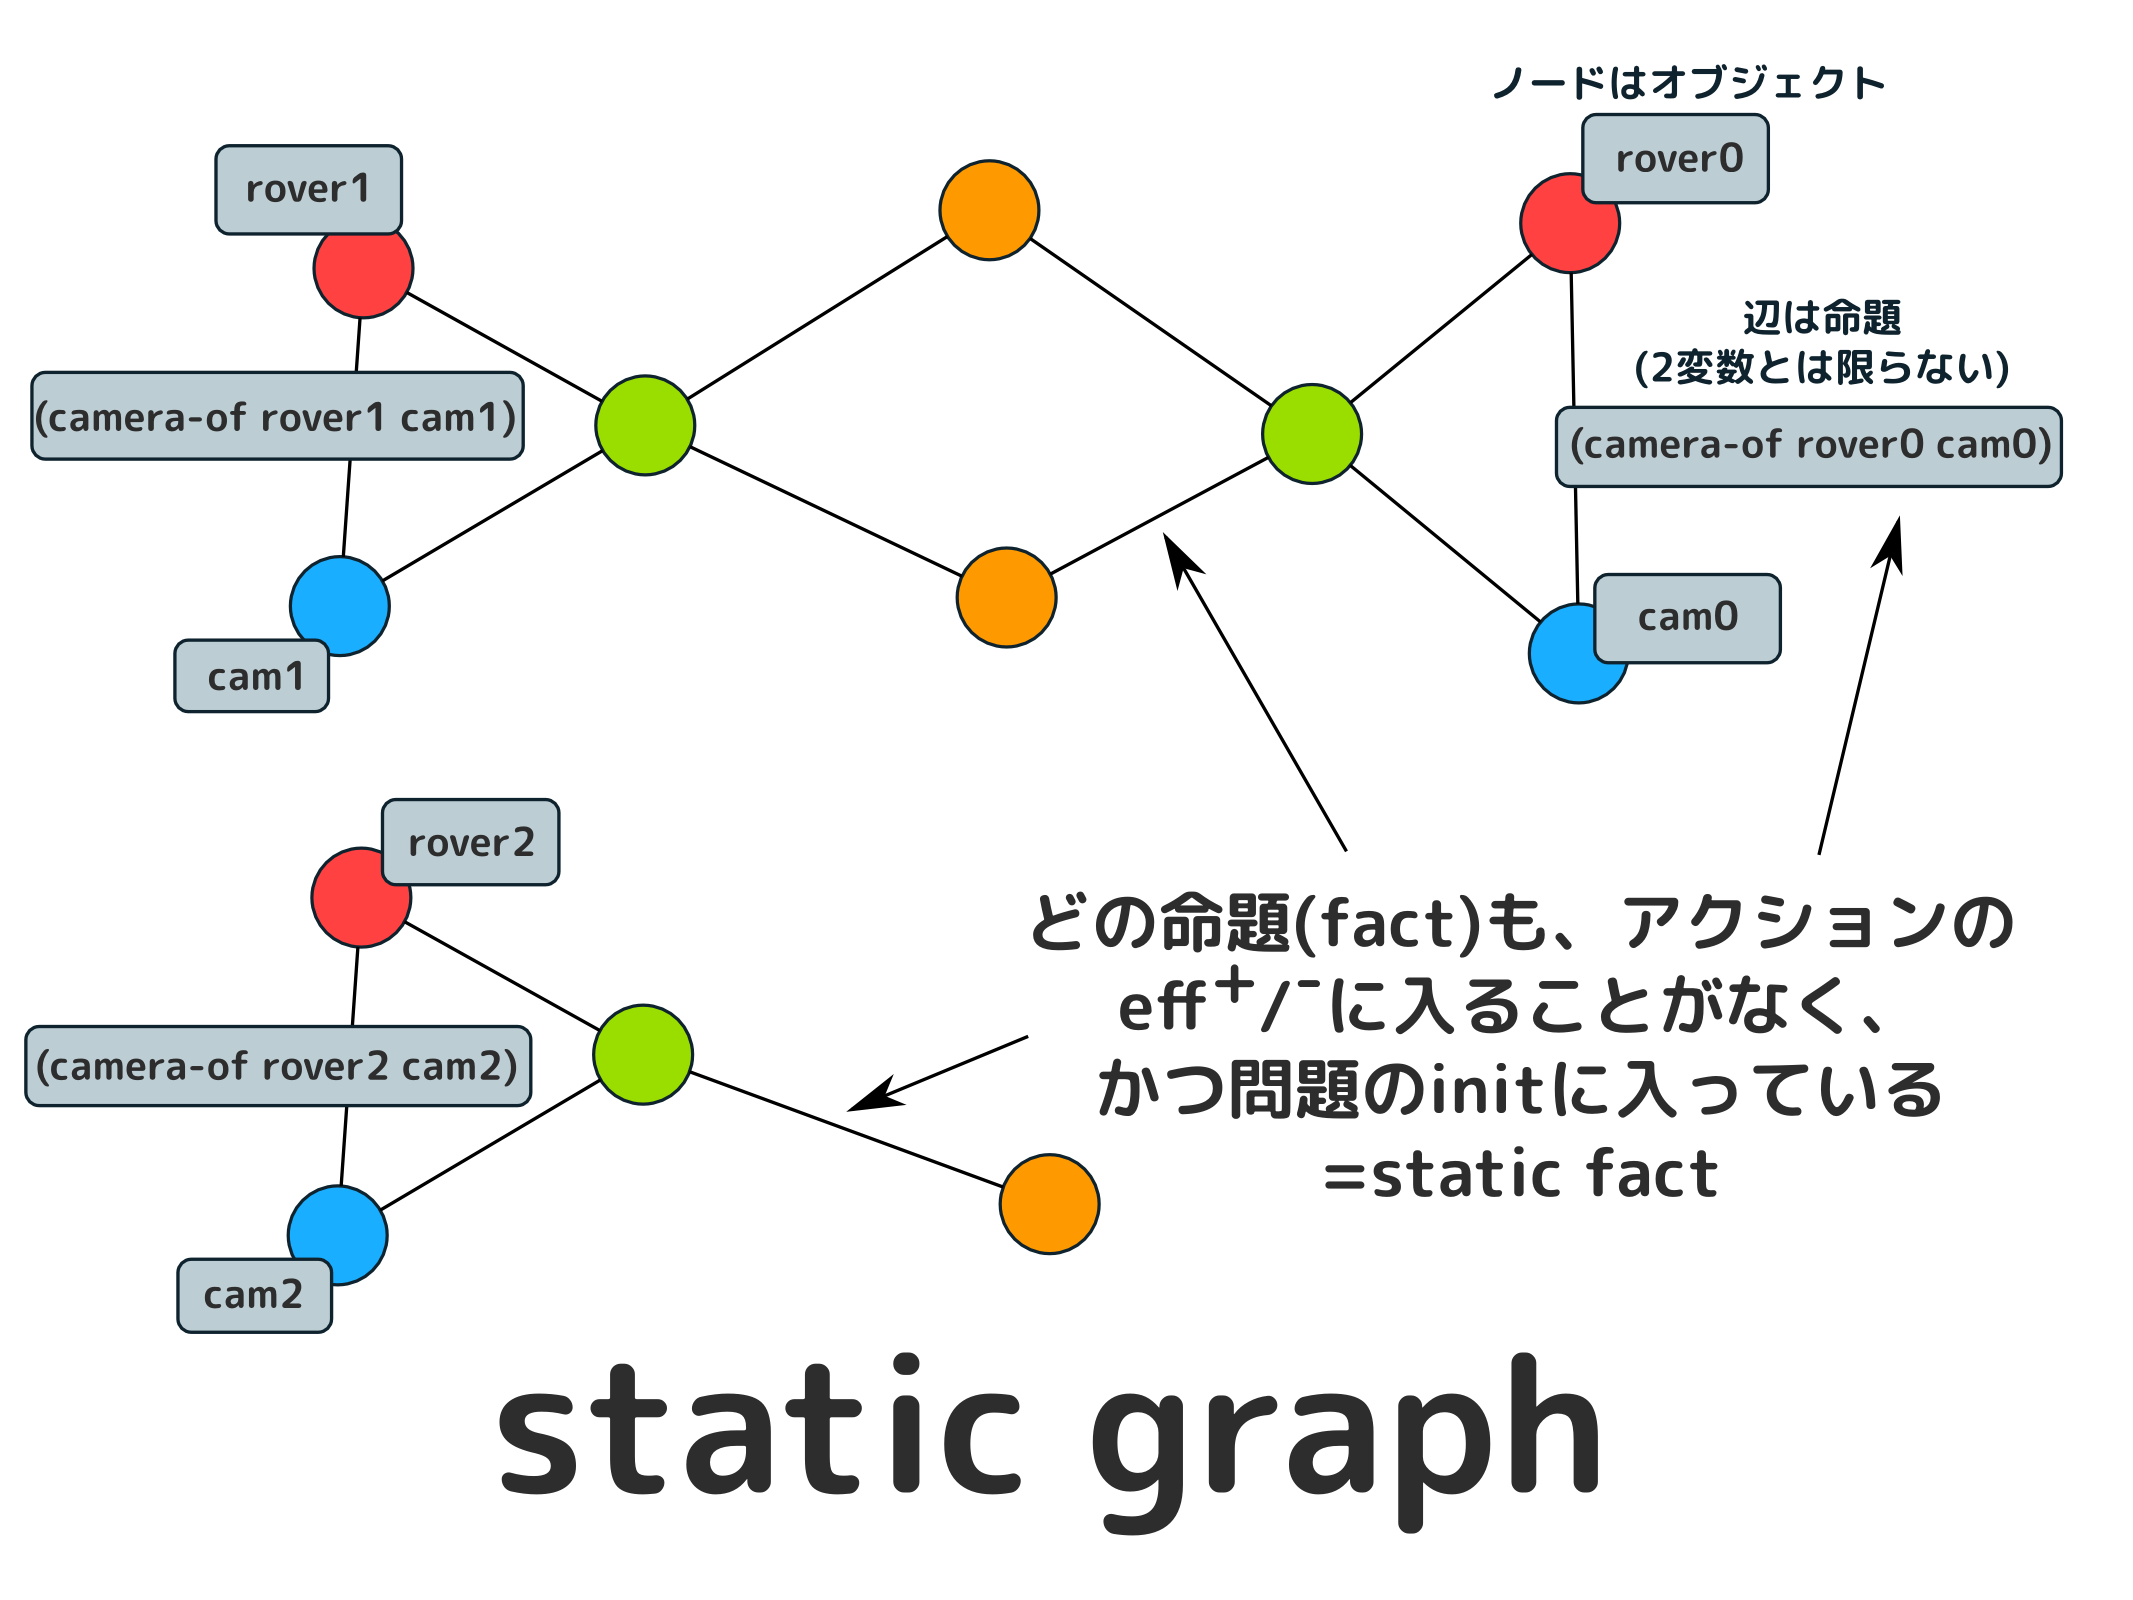 ノードはオブジェクト
rover0
rover1
辺は命題
(2変数とは限らない)
(camera-of rover1 cam1)
(camera-of rover0 cam0)
cam0
cam1
rover2
どの命題(fact)も、アクションの
eff⁺/⁻に入ることがなく、
かつ問題のinitに入っている
=static fact
(camera-of rover2 cam2)
cam2
static graph